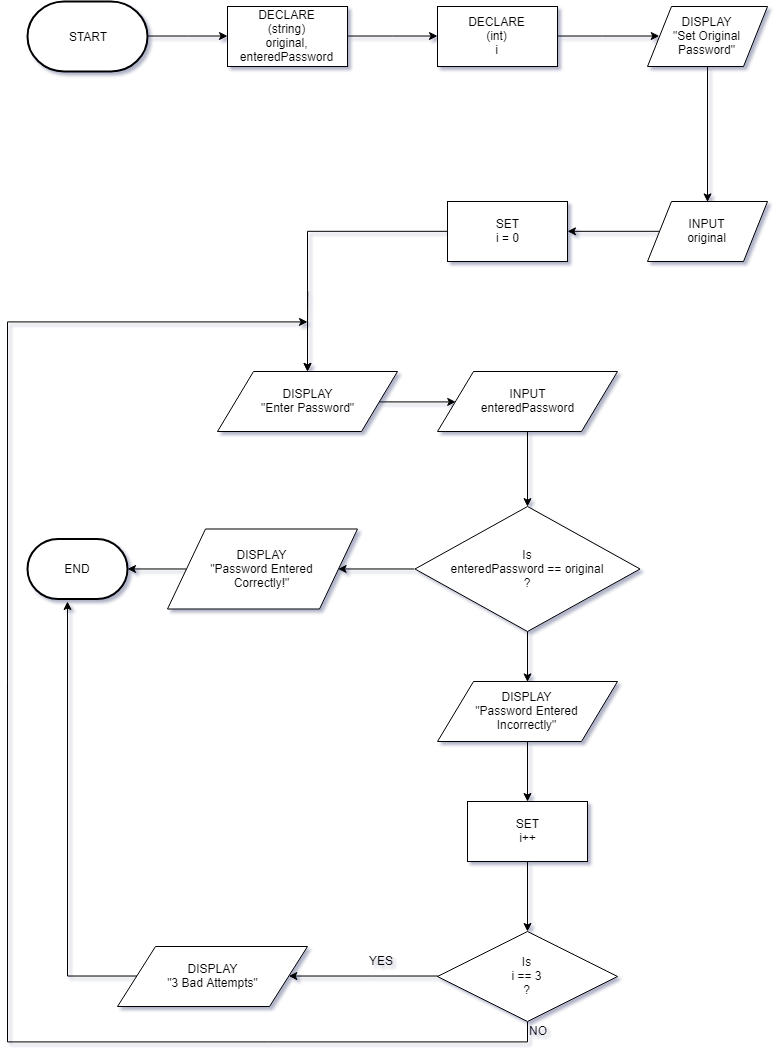 START
DECLARE
(string)
original,
enteredPassword
DECLARE
(int)
i
DISPLAY
"Set Original
Password"
INPUT
original
SET
i = 0
DISPLAY
"Enter Password"
INPUT
enteredPassword
Is
enteredPassword == original
?
DISPLAY
"Password Entered
Correctly!"
END
DISPLAY
"Password Entered
Incorrectly"
SET
i++
Is
i == 3
?
YES
DISPLAY
"3 Bad Attempts"
NO